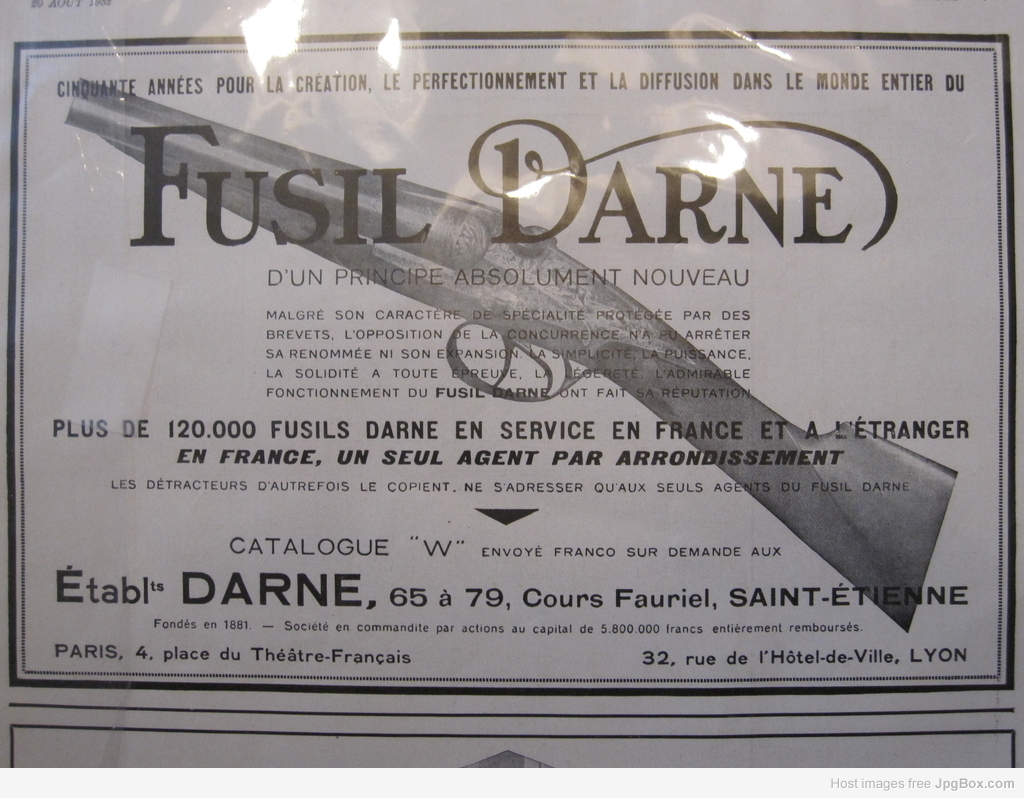 20 AOUT 1932
CINQUANTE ANNÉES POUR LA CRÉATION, LE PERFECTIONNEMENT ET LA DIFFUSION DANS LE MONDE ENTIER DU
FUSIL DARNE
D'UN PRINCIPE ABSOLUMENT NOUVEAU
MALGRÉ SON CARACTÈRE DE SPÉCIALITÉ PROTÉGÉE PAR DES
BREVETS, L'OPPOSITION DE LA CONCURRENCE N'A PU ARRÊTER
SA RENOMMÉE NI SON EXPANSION. LA SIMPLICITÉ, LA PUISSANCE,
LA SOLIDITÉ A TOUTE ÉPREUVE, LA LÉGERETÉ, L'ADMIRABLE
FONCTIONNEMENT DU FUSIL DARNE ONT FAIT SA RÉPUTATION
PLUS DE 120.000 FUSILS DARNE EN SERVICE EN FRANCE ET A L'ÉTRANGER
EN FRANCE, UN SEUL AGENT PAR ARRONDISSEMENT
LES DÉTRACTEURS D'AUTREFOIS LE COPIENT. NE S'ADRESSER QU'AUX SEULS AGENTS DU FUSIL DARNE
CATALOGUE "W" ENVOYÉ FRANCO SUR DEMANDE AUX
Établts DARNE, 65 à 79, Cours Fauriel, SAINT-ÉTIENNE
Fondés en 1881. — Société en commandite par actions au capital de 5.800.000 francs entièrement remboursés.
PARIS, 4, place du Théâtre-Français
32, rue de l'Hôtel-de-Ville, LYON
Host images free JpgBox.com